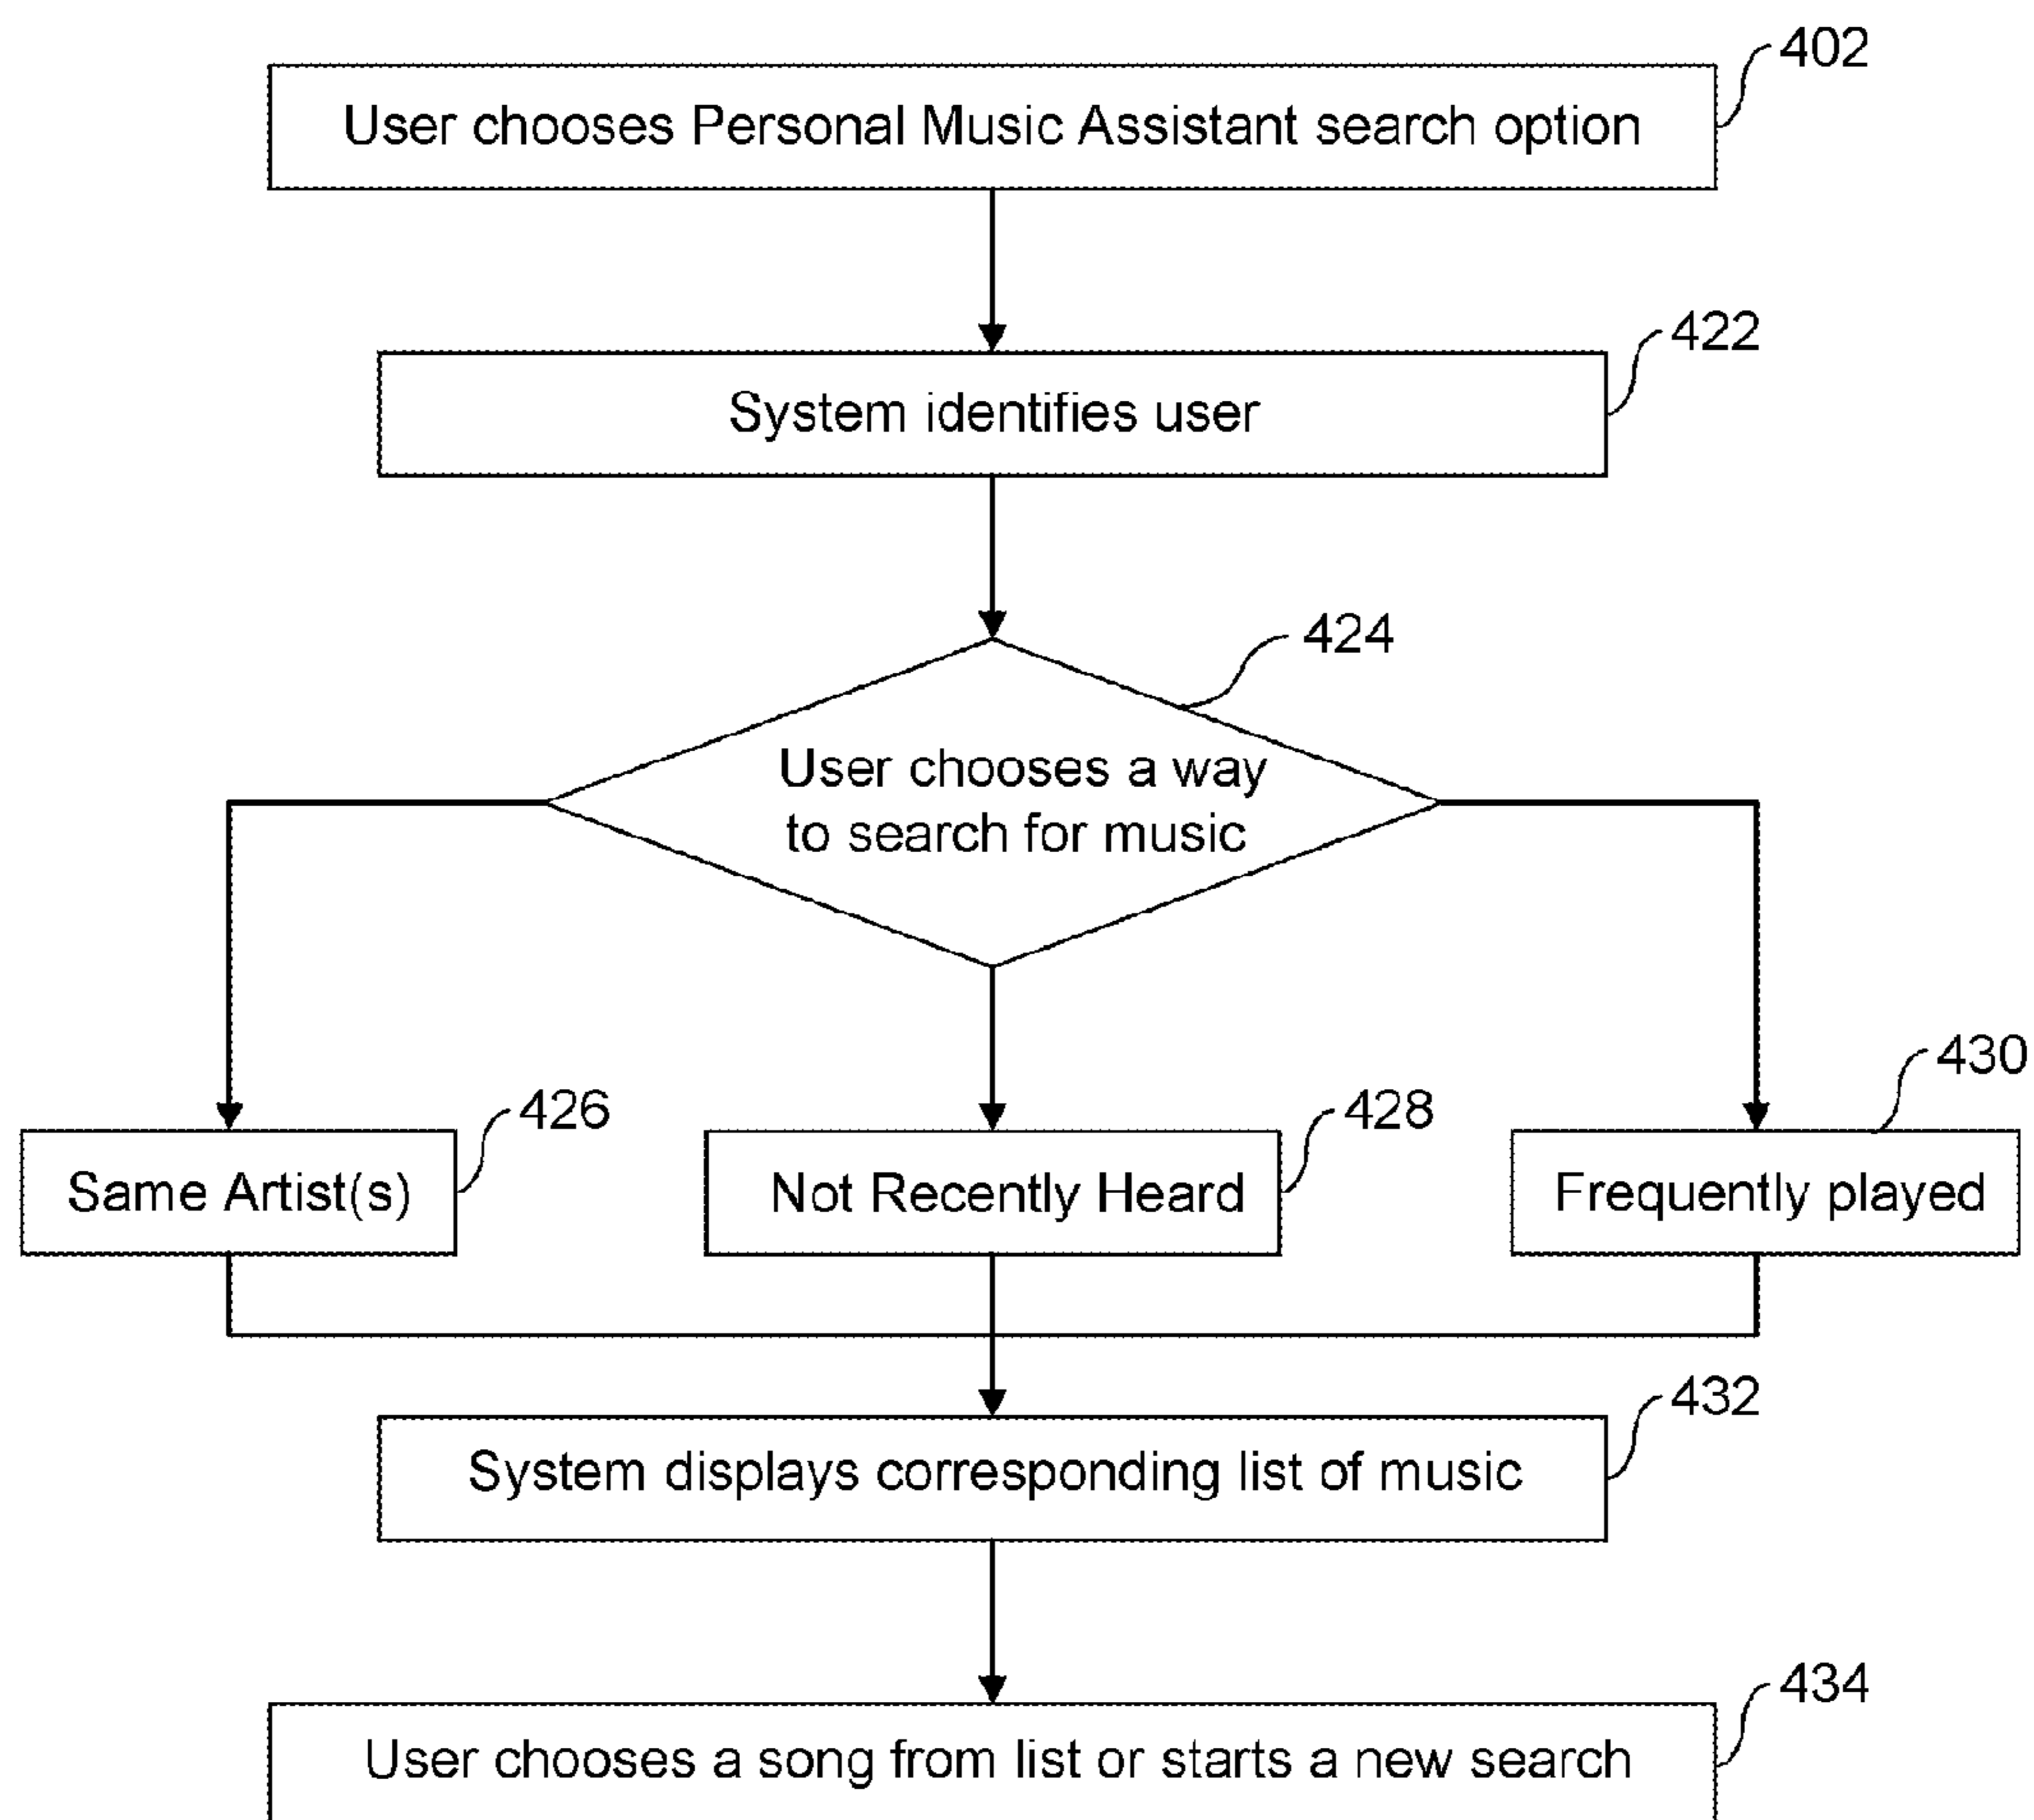 402
User chooses Personal Music Assistant search option
422
System identifies user
424
User chooses a way
to search for music
426
428
430
Same Artist(s)
Not Recently Heard
Frequently played
432
System displays corresponding list of music
434
User chooses a song from list or starts a new search